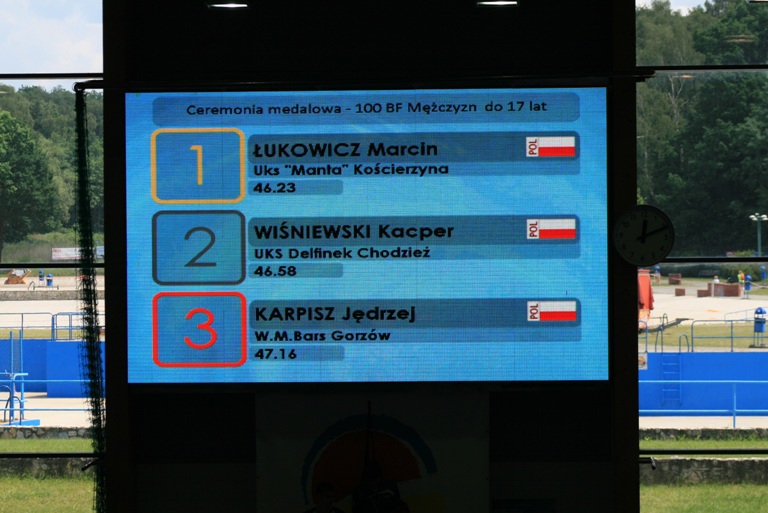 Ceremonia medalowa - 100 BF Mężczyzn do 17 lat
1
ŁUKOWICZ Marcin
POL
Uks "Manta" Kościerzyna
46.23
2
WIŚNIEWSKI Kacper
POL
UKS Delfinek Chodzież
46.58
3
KARPISZ Jędrzej
POL
W.M.Bars Gorzów
47.16